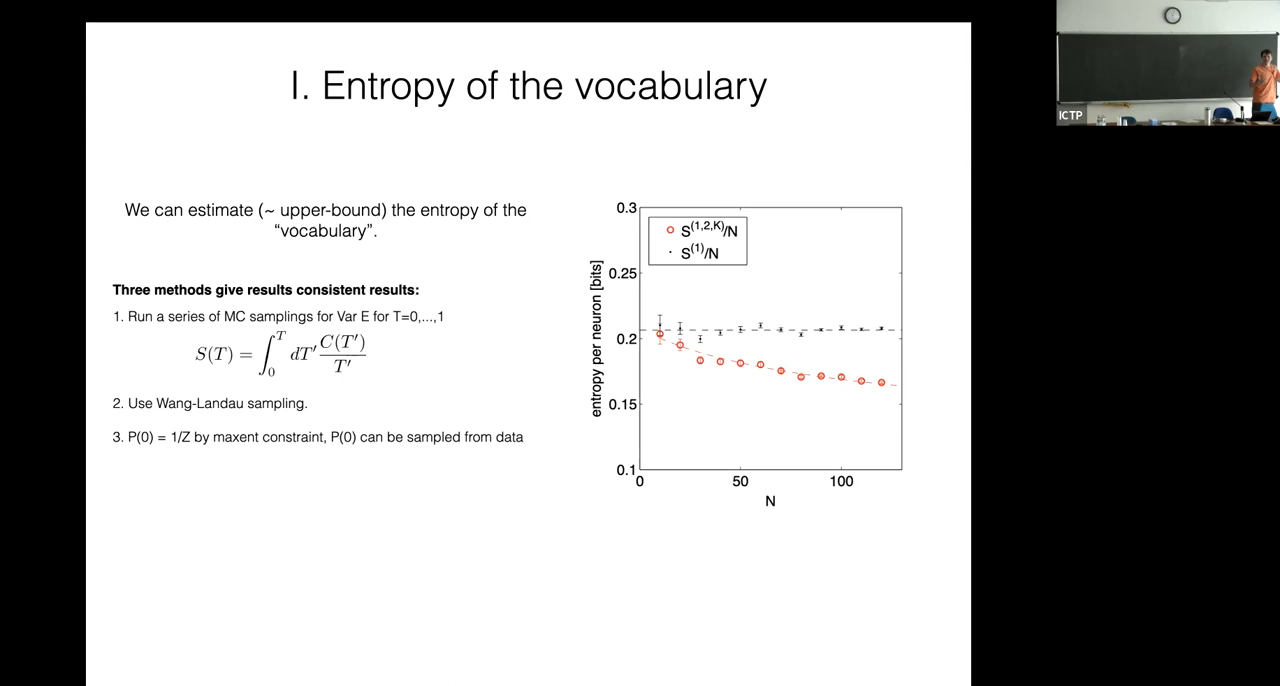 I. Entropy of the vocabulary
ICTP
We can estimate (~ upper-bound) the entropy of the
“vocabulary”.
Three methods give results consistent results:
1. Run a series of MC samplings for Var E for T=0,...,1
S(T) = ∫₀ᵀ dT′ C(T′)/T′
2. Use Wang-Landau sampling.
3. P(0) = 1/Z by maxent constraint, P(0) can be sampled from data
S(1,2,K)/N
S(1)/N
entropy per neuron [bits]
0.3
0.25
0.2
0.15
0.1
0
50
100
N